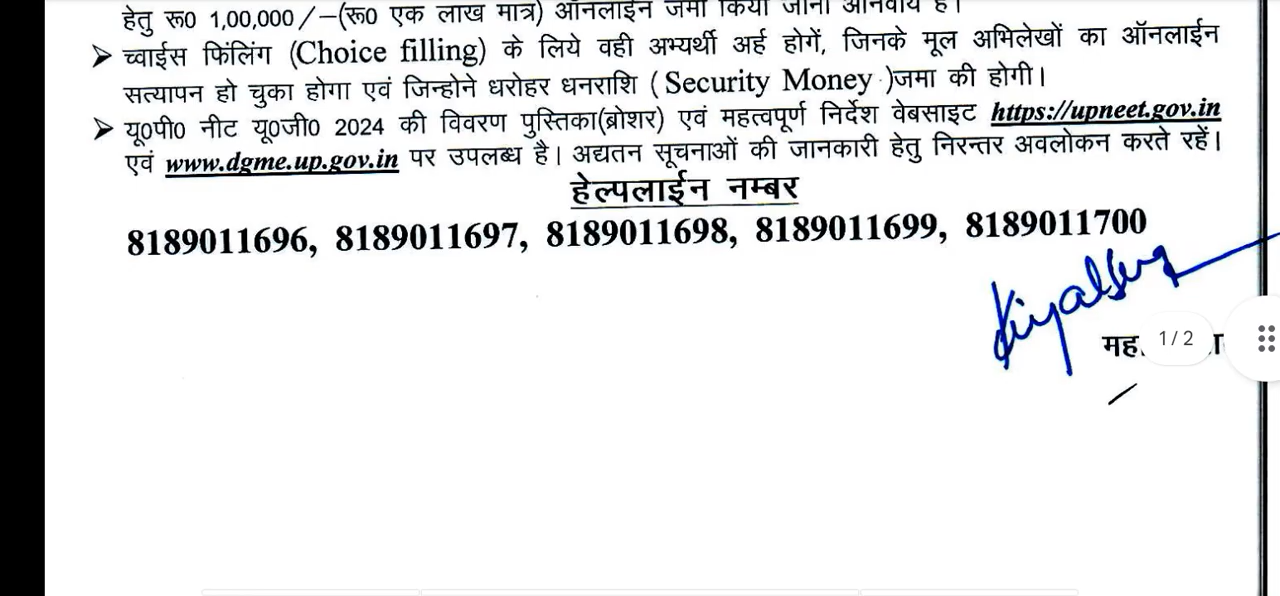 हेतु रू0 1,00,000/–(रू0 एक लाख मात्र) ऑनलाईन जमा किया जाना अनिवार्य है।
➢ च्वाईस फिंलिंग (Choice filling) के लिये वही अभ्यर्थी अर्ह होगें, जिनके मूल अभिलेखों का ऑनलाईन
सत्यापन हो चुका होगा एवं जिन्होने धरोहर धनराशि ( Security Money )जमा की होगी।
➢ यू0पी0 नीट यू0जी0 2024 की विवरण पुस्तिका(ब्रोशर) एवं महत्वपूर्ण निर्देश वेबसाइट https://upneet.gov.in
एवं www.dgme.up.gov.in पर उपलब्ध है। अद्यतन सूचनाओं की जानकारी हेतु निरन्तर अवलोकन करते रहें।
हेल्पलाईन नम्बर
8189011696, 8189011697, 8189011698, 8189011699, 8189011700
1/2